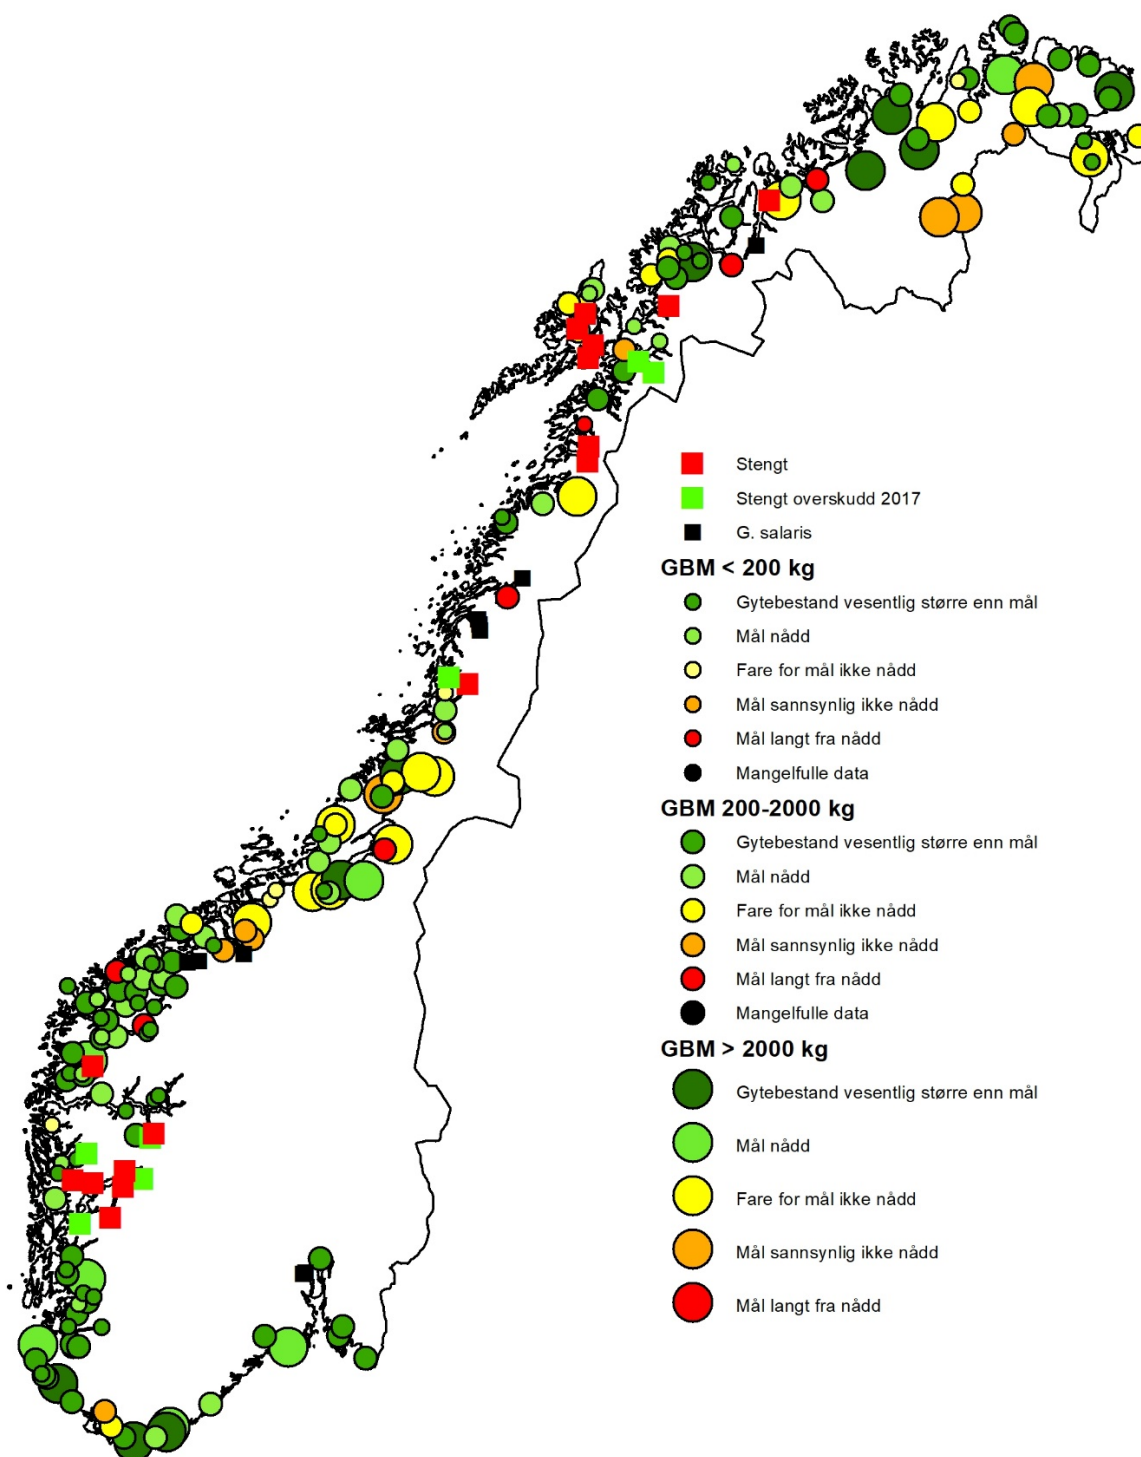 Stengt
Stengt overskudd 2017
G. salaris
GBM < 200 kg
Gytebestand vesentlig større enn mål
Mål nådd
Fare for mål ikke nådd
Mål sannsynlig ikke nådd
Mål langt fra nådd
Mangelfulle data
GBM 200-2000 kg
Gytebestand vesentlig større enn mål
Mål nådd
Fare for mål ikke nådd
Mål sannsynlig ikke nådd
Mål langt fra nådd
Mangelfulle data
GBM > 2000 kg
Gytebestand vesentlig større enn mål
Mål nådd
Fare for mål ikke nådd
Mål sannsynlig ikke nådd
Mål langt fra nådd